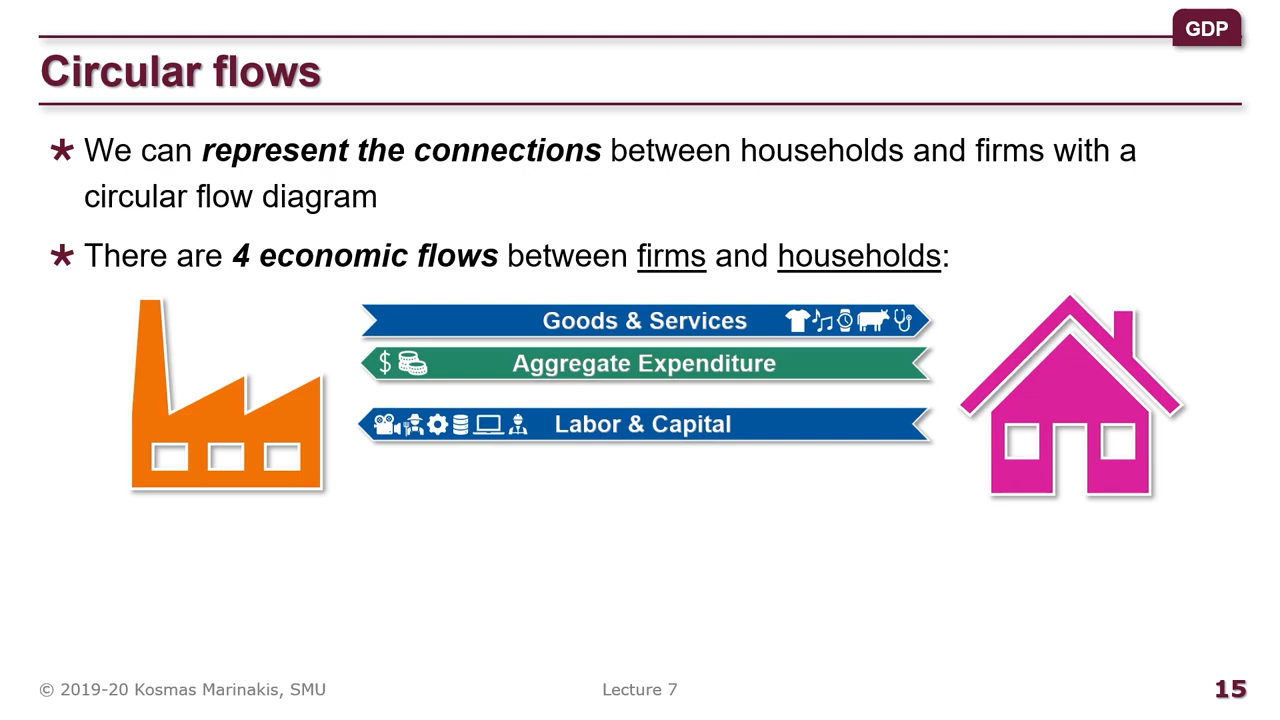 GDP
Circular flows
* We can represent the connections between households and firms with a
circular flow diagram
* There are 4 economic flows between firms and households:
Goods & Services
$ Aggregate Expenditure
Labor & Capital
© 2019-20 Kosmas Marinakis, SMU
Lecture 7
15